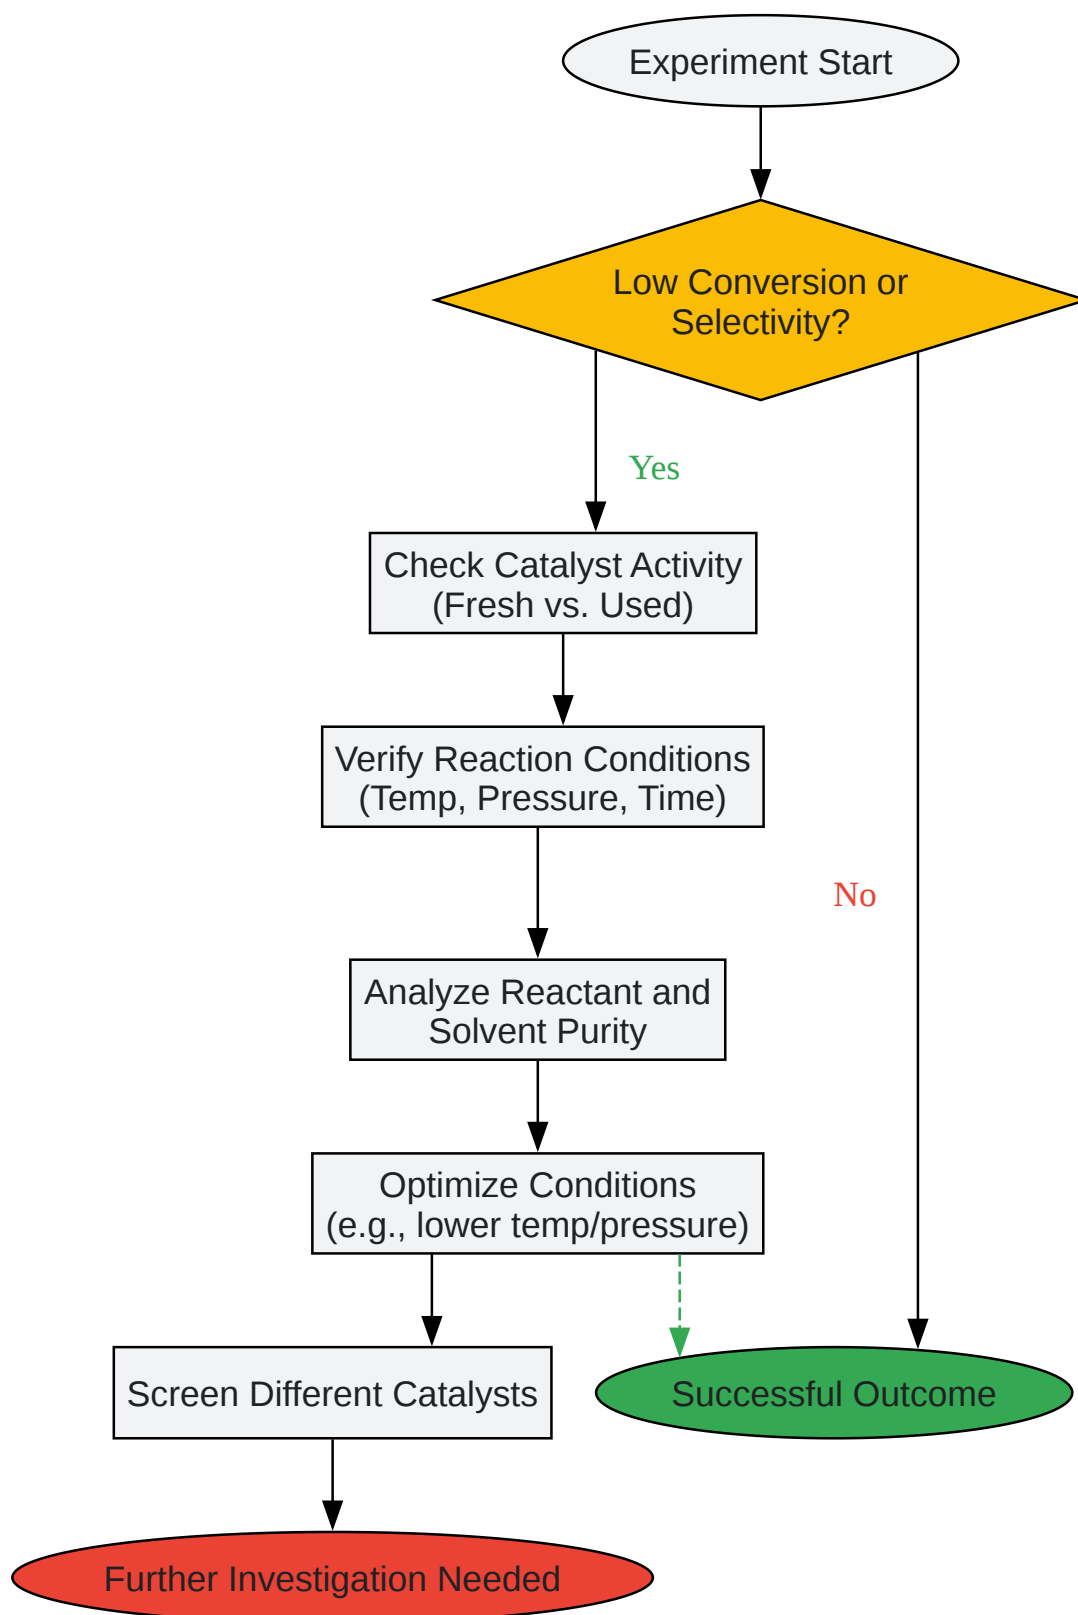 Experiment Start
Low Conversion or
Selectivity?
Yes
Check Catalyst Activity
(Fresh vs. Used)
Verify Reaction Conditions
(Temp, Pressure, Time)
No
Analyze Reactant and
Solvent Purity
Optimize Conditions
(e.g., lower temp/pressure)
Screen Different Catalysts
Successful Outcome
Further Investigation Needed